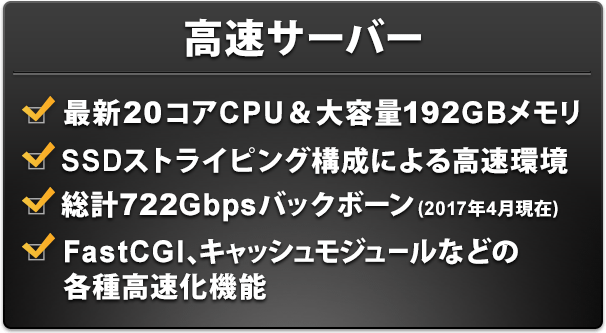 高速サーバー
最新20コアCPU＆大容量192GBメモリ
SSDストライピング構成による高速環境
総計722Gbpsバックボーン(2017年4月現在)
FastCGI、キャッシュモジュールなどの
各種高速化機能